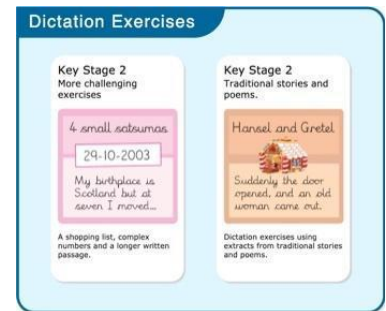 Dictation Exercises
Key Stage 2
More challenging
exercises
4 small satsumas
29-10-2003
My birthplace is
Scotland but at
seven I moved...
A shopping list, complex
numbers and a longer written
passage.
Key Stage 2
Traditional stories and
poems.
Hansel and Gretel
Suddenly the door
opened, and an old
woman came out.
Dictation exercises using
extracts from traditional stories
and poems.